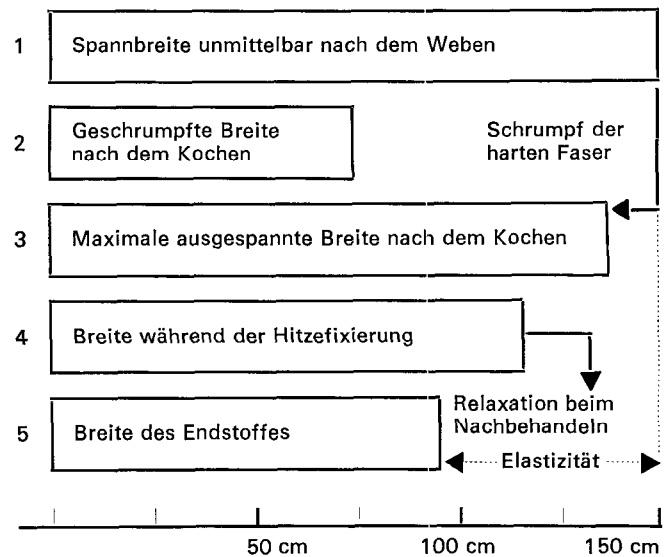 1 Spannbreite unmittelbar nach dem Weben
2 Geschrumpfte Breite
nach dem Kochen
Schrumpf der
harten Faser
3 Maximale ausgespannte Breite nach dem Kochen
4 Breite während der Hitzefixierung
Relaxation beim
Nachbehandeln
5 Breite des Endstoffes
Elastizität
50 cm 100 cm 150 cm